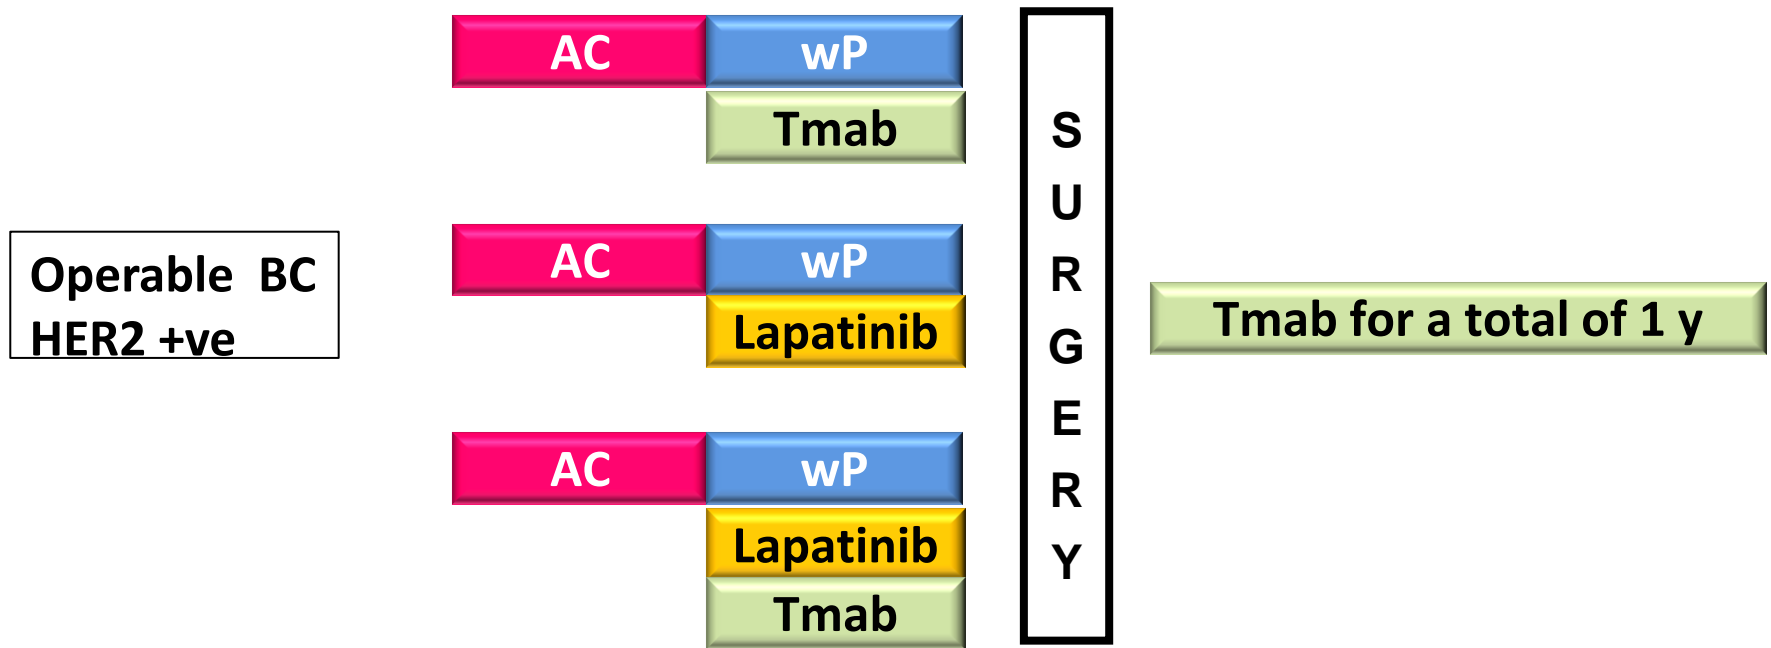 AC wP
Tmab
Operable BC
HER2 +ve
AC wP
Lapatinib
AC wP
Lapatinib
Tmab
S
U
R
G
E
R
Y
Tmab for a total of 1 y